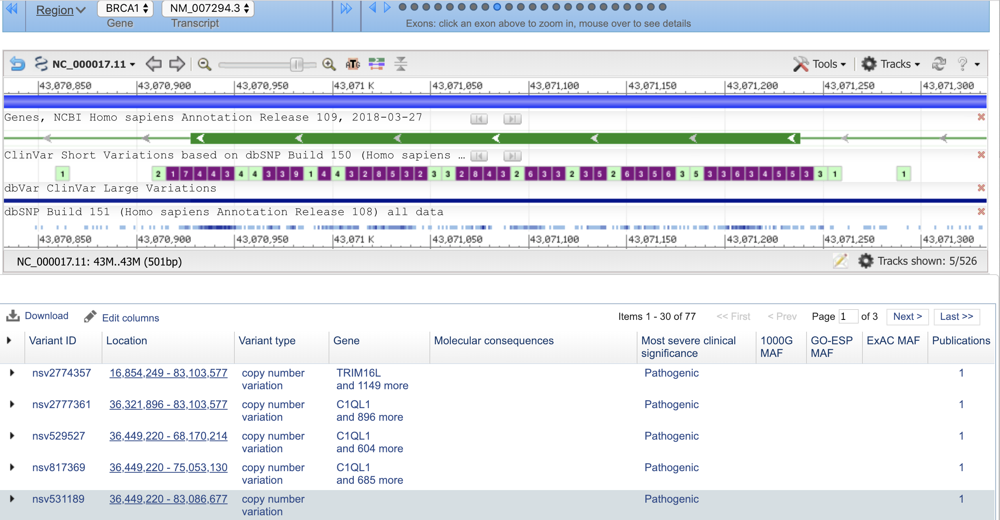 Region BRCA1 NM_007294.3
Gene Transcript Exons: click an exon above to zoom in, mouse over to see details
NC_000017.11 ATG Tools Tracks ?
43,070,850 43,070,900 43,070,950 43,071 K 43,071,050 43,071,100 43,071,150 43,071,200 43,071,250 43,071,300
Genes, NCBI Homo sapiens Annotation Release 109, 2018-03-27
ClinVar Short Variations based on dbSNP Build 150 (Homo sapiens …
1 2 1 7 4 4 3 4 4 3 3 9 1 4 4 3 2 8 5 3 2 3 3 2 8 4 3 2 6 3 3 2 3 5 2 6 3 5 6 3 5 3 3 6 3 4 5 5 3 3 1 1
dbVar ClinVar Large Variations
dbSNP Build 151 (Homo sapiens Annotation Release 108) all data
43,070,850 43,070,900 43,070,950 43,071 K 43,071,050 43,071,100 43,071,150 43,071,200 43,071,250 43,071,300
NC_000017.11: 43M..43M (501bp) Tracks shown: 5/526
Download Edit columns Items 1 - 30 of 77 << First < Prev Page 1 of 3 Next > Last >>
Variant ID Location Variant type Gene Molecular consequences Most severe clinical 1000G GO-ESP ExAC MAF Publications
significance MAF MAF
nsv2774357 16,854,249 - 83,103,577 copy number TRIM16L Pathogenic 1
variation and 1149 more
nsv2777361 36,321,896 - 83,103,577 copy number C1QL1 Pathogenic 1
variation and 896 more
nsv529527 36,449,220 - 68,170,214 copy number C1QL1 Pathogenic 1
variation and 604 more
nsv817369 36,449,220 - 75,053,130 copy number C1QL1 Pathogenic 1
variation and 685 more
nsv531189 36,449,220 - 83,086,677 copy number Pathogenic 1
variation